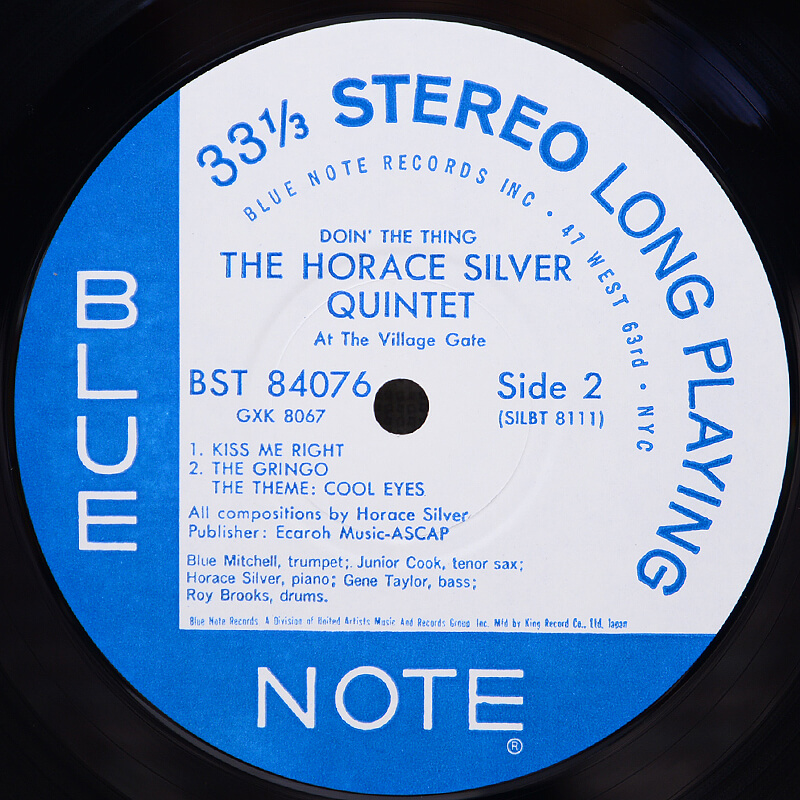 33⅓ STEREO LONG PLAYING
BLUE NOTE RECORDS INC • 47 WEST 63rd • NYC
DOIN' THE THING
THE HORACE SILVER
QUINTET
At The Village Gate
BST 84076
GXK 8067
Side 2
(SILBT 8111)
1. KISS ME RIGHT
2. THE GRINGO
THE THEME: COOL EYES
All compositions by Horace Silver
Publisher: Ecaroh Music-ASCAP
Blue Mitchell, trumpet; Junior Cook, tenor sax;
Horace Silver, piano; Gene Taylor, bass;
Roy Brooks, drums.
Blue Note Records. A Division of United Artists Music And Records Group Inc. Mfd by King Record Co., Ltd. Japan
BLUE
NOTE
®